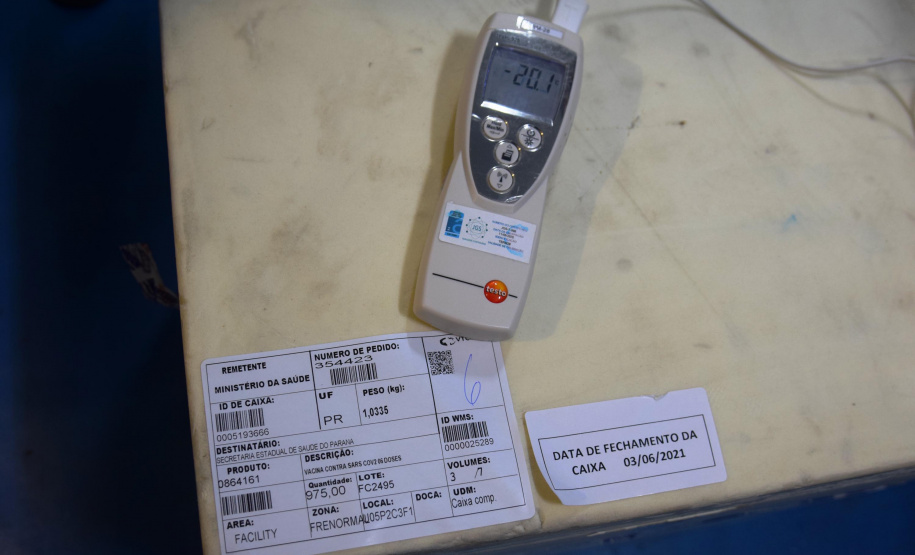 -20.1
testo
REMETENTE
MINISTÉRIO DA SAÚDE
NUMERO DE PEDIDO:
354423
6
ID DE CAIXA:
0005193666
UF
PR
PESO (kg):
1,0335
ID WMS:
0000025289
DESTINATÁRIO:
SECRETARIA ESTADUAL DE SAUDE DO PARANA
PRODUTO:
0864161
DESCRIÇÃO:
VACINA CONTRA SARS COV2 06 DOSES
Quantidade:
975,00
LOTE:
FC2495
VOLUMES:
3 /7
AREA:
FACILITY
ZONA:
FRENORMAL
LOCAL:
U05P2C3F1
DOCA:
UDM:
Caixa.comp.
DATA DE FECHAMENTO DA
CAIXA 03/06/2021